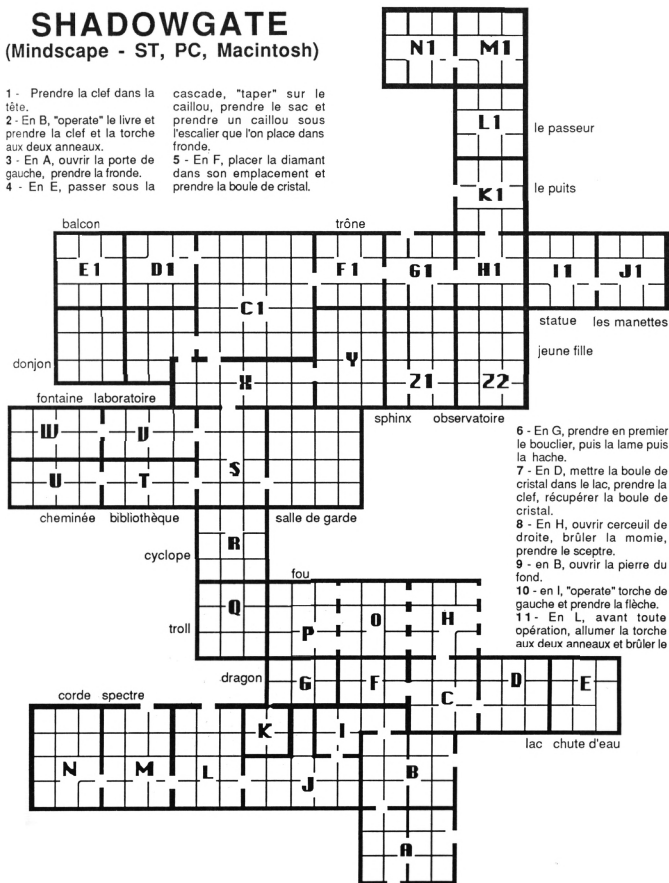 SHADOWGATE
(Mindscape - ST, PC, Macintosh)
1 - Prendre la clef dans la
tête.
2 - En B, "operate" le livre et
prendre la clef et la torche
aux deux anneaux.
3 - En A, ouvrir la porte de
gauche, prendre la fronde.
4 - En E, passer sous la
cascade, "taper" sur le
caillou, prendre le sac et
prendre un caillou sous
l'escalier que l'on place dans
fronde.
5 - En F, placer la diamant
dans son emplacement et
prendre la boule de cristal.
N1 M1
L1
le passeur
K1
le puits
balcon
trône
E1 D1 F1 G1 H1 I1 J1
C1
statue les manettes
donjon
Y
jeune fille
X Z1 Z2
fontaine laboratoire
sphinx observatoire
W V
S
U T
cheminée bibliothèque
salle de garde
R
cyclope
fou
Q
O H
troll
P
dragon
G F D E
C
corde spectre
K I
lac chute d'eau
N M L J B
A
6 - En G, prendre en premier
le bouclier, puis la lame puis
la hache.
7 - En D, mettre la boule de
cristal dans le lac, prendre la
clef, récupérer la boule de
cristal.
8 - En H, ouvrir cerceuil de
droite, brûler la momie,
prendre le sceptre.
9 - en B, ouvrir la pierre du
fond.
10 - en I, "operate" torche de
gauche et prendre la flèche.
11- En L, avant toute
opération, allumer la torche
aux deux anneaux et brûler le